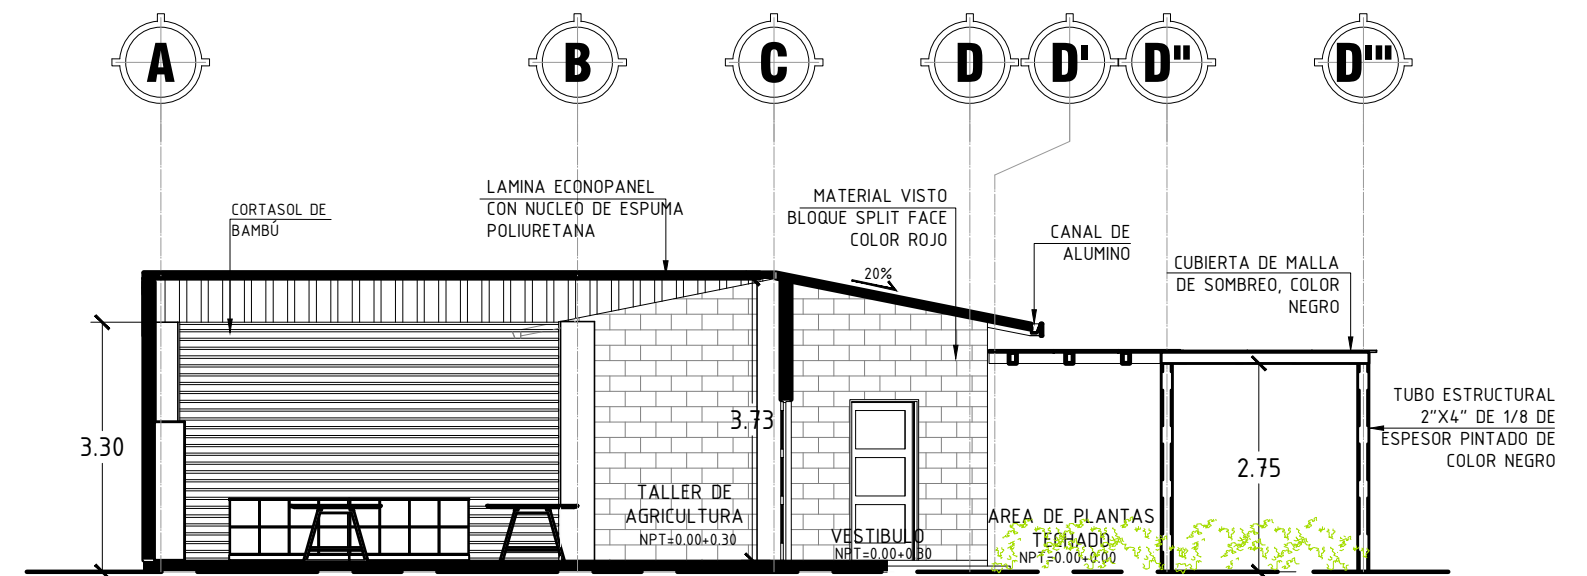 A
B
C
D
D'
D"
D'''
LAMINA ECONOPANEL
CON NUCLEO DE ESPUMA
POLIURETANA
CORTASOL DE
BAMBÚ
MATERIAL VISTO
BLOQUE SPLIT FACE
COLOR ROJO
CANAL DE
ALUMINO
CUBIERTA DE MALLA
DE SOMBREO, COLOR
NEGRO
20%
TUBO ESTRUCTURAL
2"X4" DE 1/8 DE
ESPESOR PINTADO DE
COLOR NEGRO
3.30
3.73
2.75
TALLER DE
AGRICULTURA
NPT=0.00+0.30
VESTIBULO
NPT=0.00+0.30
AREA DE PLANTAS
TECHADO
NPT=0.00+0.00